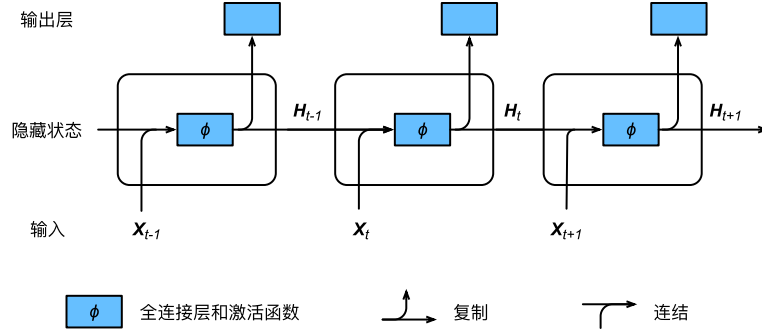 输出层
隐藏状态 ϕ H_{t-1} ϕ H_t ϕ H_{t+1}
输入 X_{t-1} X_t X_{t+1}
ϕ 全连接层和激活函数 复制 连结